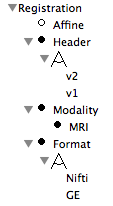 Registration
Affine
Header
v2
v1
Modality
MRI
Format
Nifti
GE